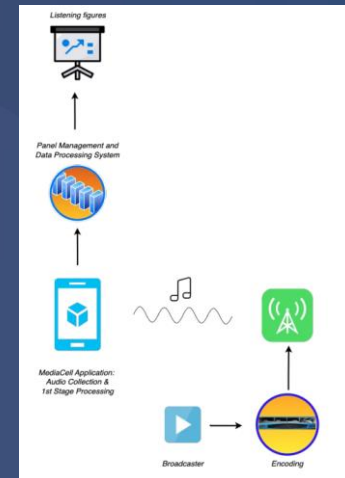 Listening figures
Panel Management and
Data Processing System
MediaCell Application:
Audio Collection &
1st Stage Processing
Broadcaster
Encoding